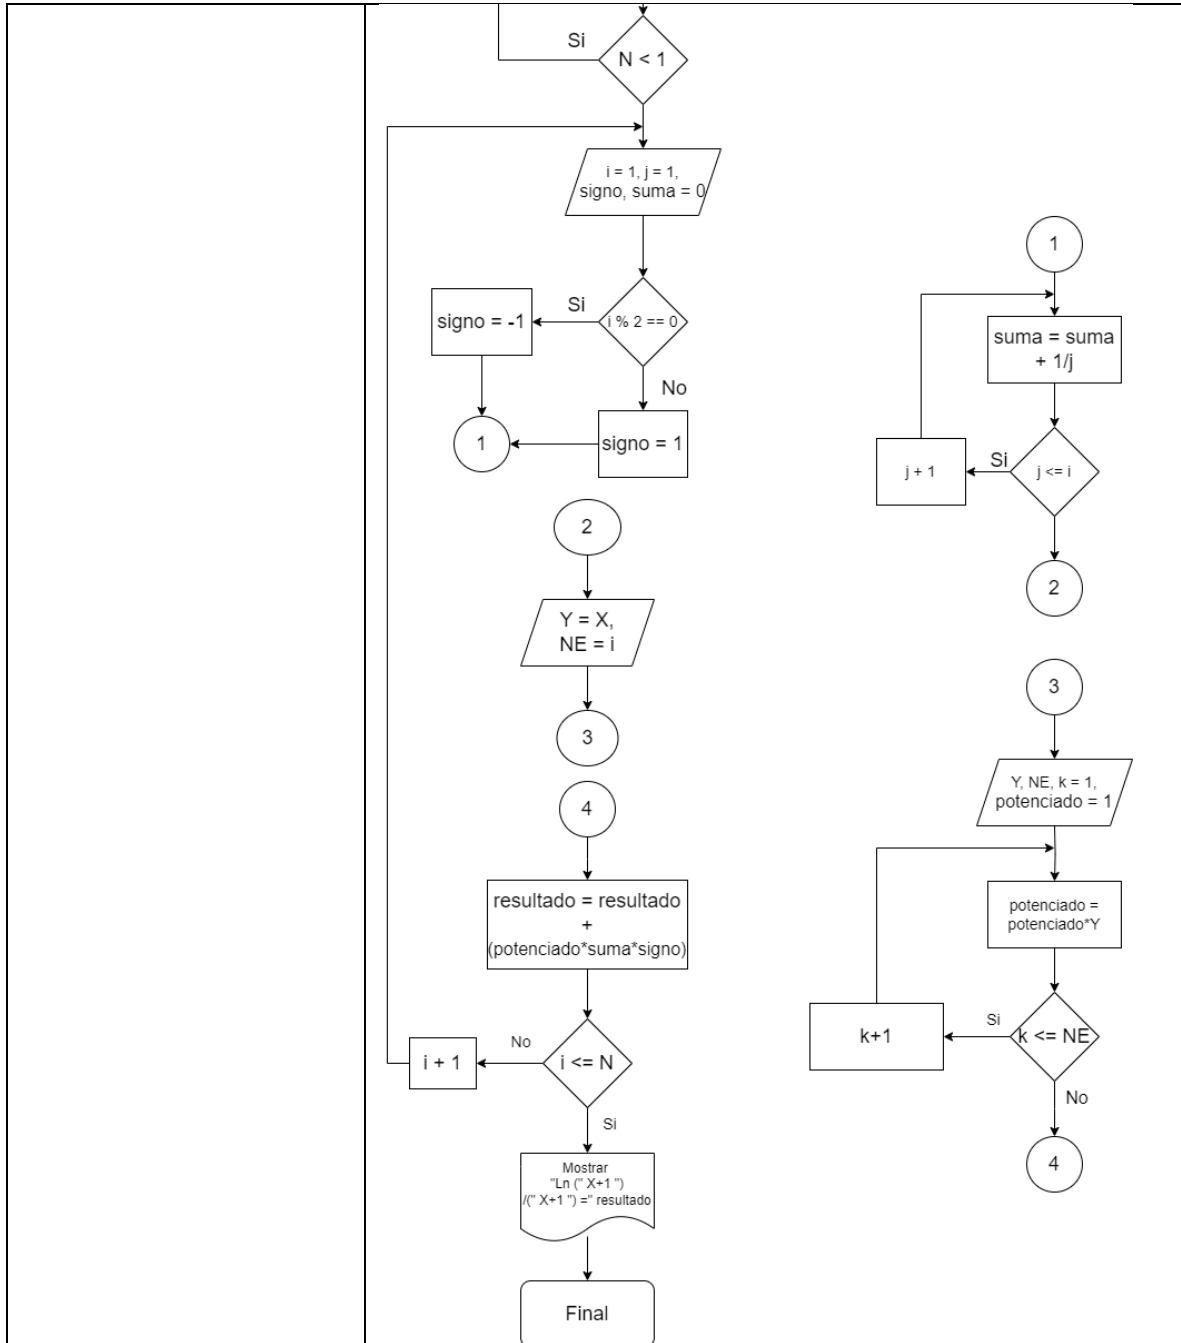 Si
N < 1
i = 1, j = 1,
signo, suma = 0
Si
i % 2 == 0
signo = -1
No
1
signo = 1
2
Y = X,
NE = i
3
4
resultado = resultado
+
(potenciado*suma*signo)
No
i <= N
i + 1
Si
Mostrar
"Ln (" X+1 ")
/(" X+1 ") =" resultado
Final
1
suma = suma
+ 1/j
Si
j <= i
j + 1
2
3
Y, NE, k = 1,
potenciado = 1
potenciado =
potenciado*Y
Si
k <= NE
k+1
No
4